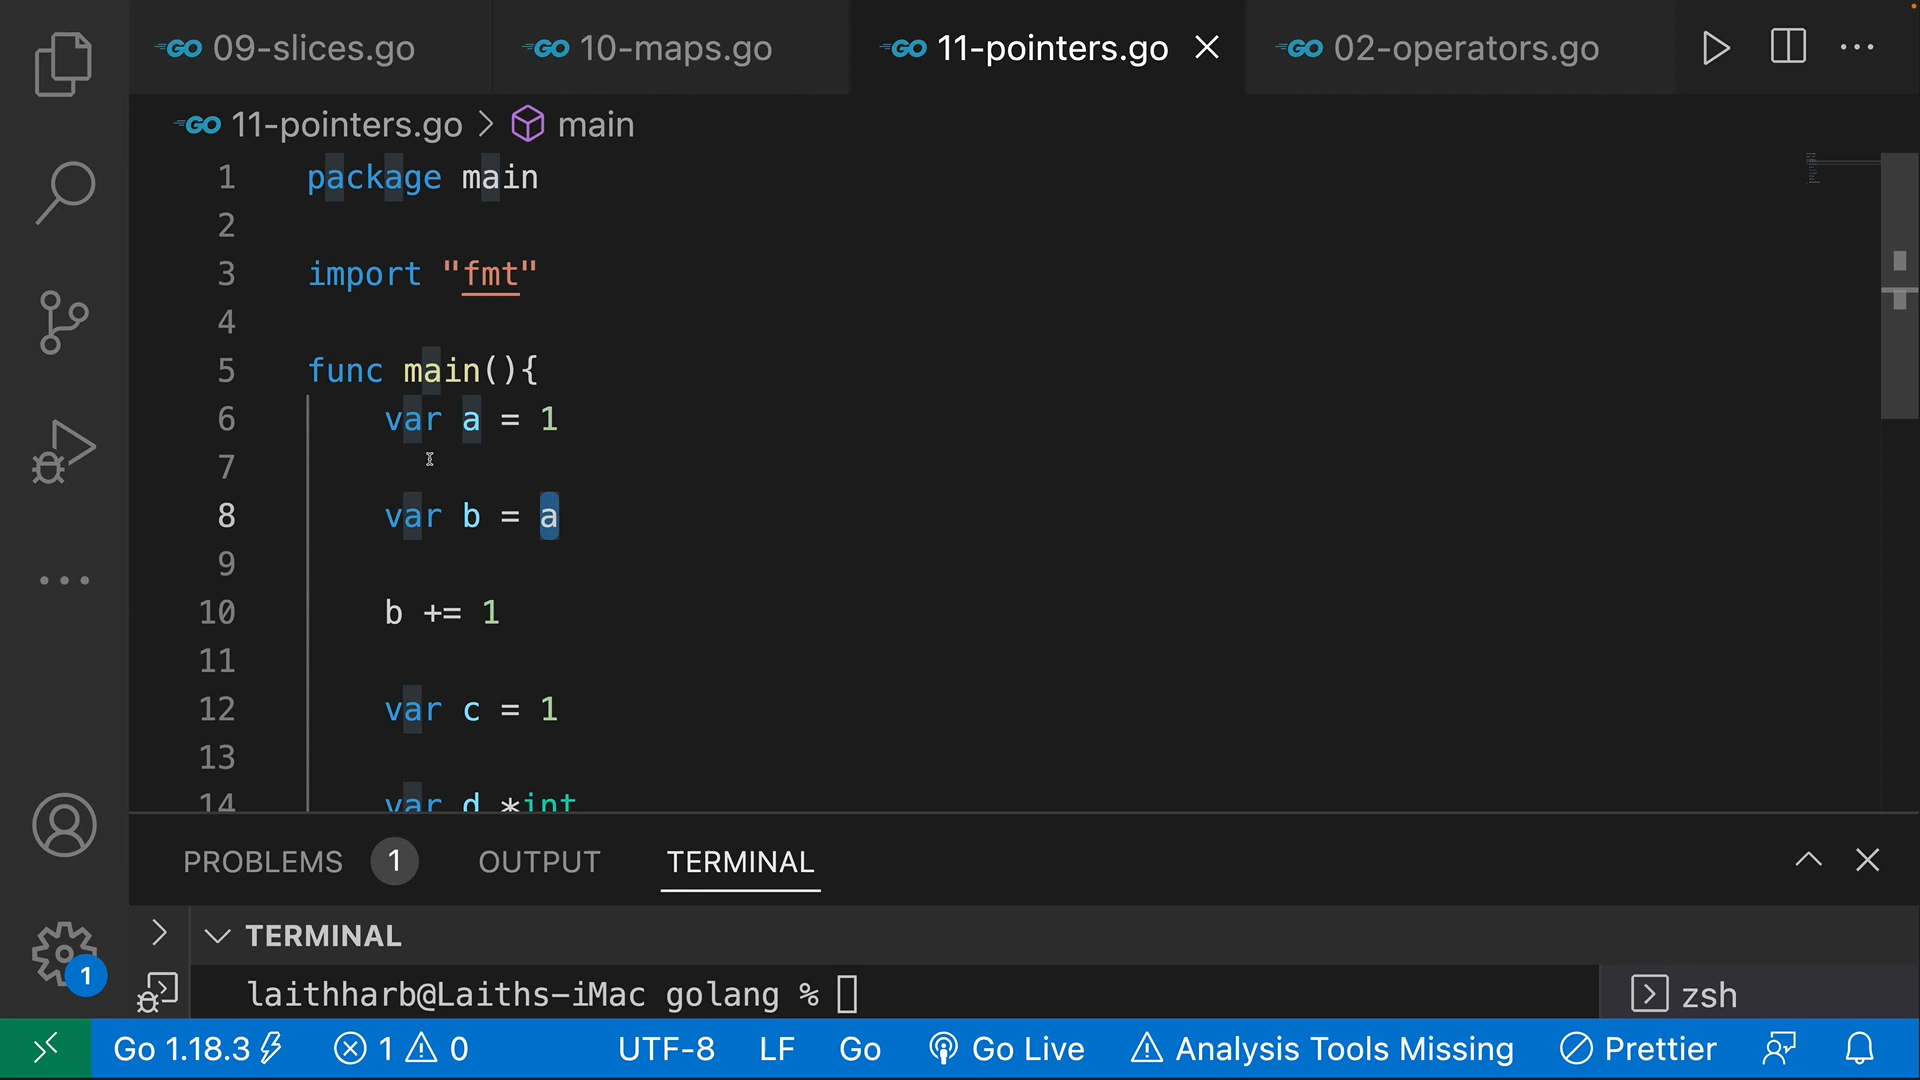 GO 09-slices.go GO 10-maps.go GO 11-pointers.go GO 02-operators.go
GO 11-pointers.go > main
1 package main
2
3 import "fmt"
4
5 func main(){
6 var a = 1
7
8 var b = a
9
10 b += 1
11
12 var c = 1
13
14 var d *int
PROBLEMS 1 OUTPUT TERMINAL
TERMINAL
1 laithharb@Laiths-iMac golang % zsh
Go 1.18.3 1 0 UTF-8 LF Go Go Live Analysis Tools Missing Prettier